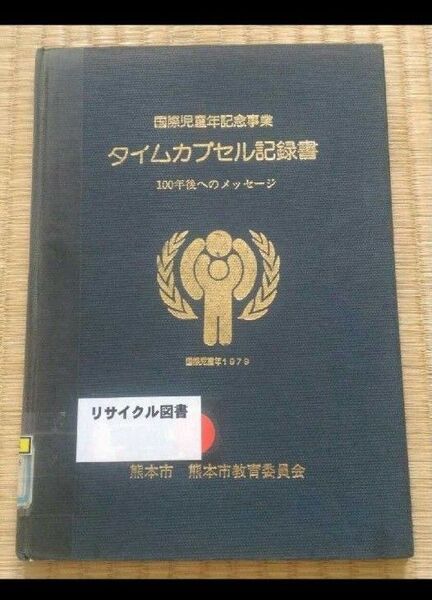 国際児童年記念事業
タイムカプセル記録書
100年後へのメッセージ
国際児童年1979
リサイクル図書
熊本市 熊本市教育委員会